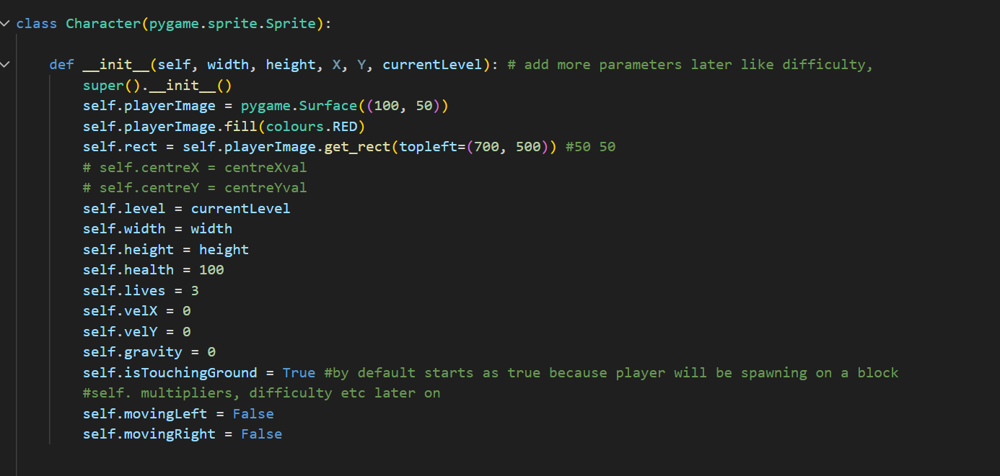 class Character(pygame.sprite.Sprite):
def __init__(self, width, height, X, Y, currentLevel): # add more parameters later like difficulty,
super().__init__()
self.playerImage = pygame.Surface((100, 50))
self.playerImage.fill(colours.RED)
self.rect = self.playerImage.get_rect(topleft=(700, 500)) #50 50
# self.centreX = centreXval
# self.centreY = centreYval
self.level = currentLevel
self.width = width
self.height = height
self.health = 100
self.lives = 3
self.velX = 0
self.velY = 0
self.gravity = 0
self.isTouchingGround = True #by default starts as true because player will be spawning on a block
#self. multipliers, difficulty etc later on
self.movingLeft = False
self.movingRight = False